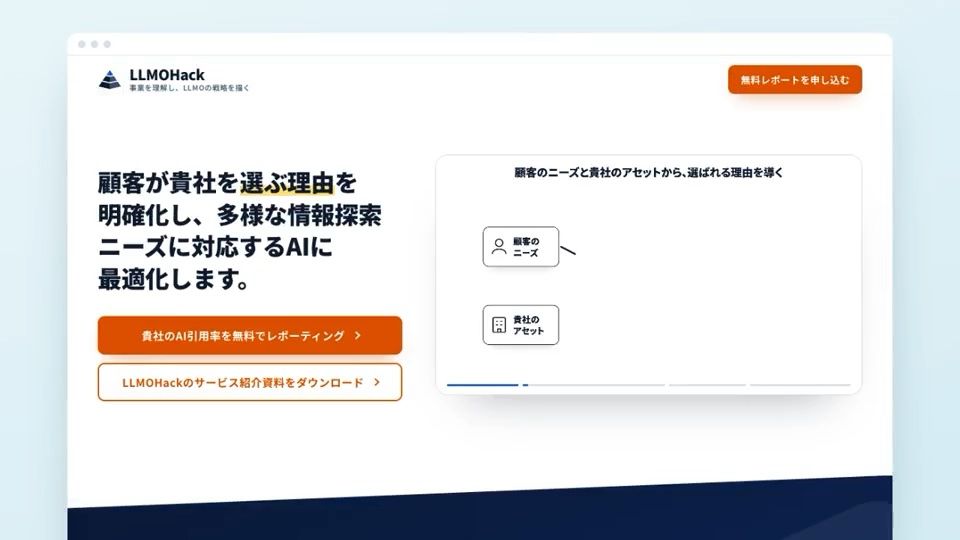 LLMOHack
事業を理解し、LLMOの戦略を描く
無料レポートを申し込む
顧客が貴社を選ぶ理由を
明確化し、多様な情報探索
ニーズに対応するAIに
最適化します。
貴社のAI引用率を無料でレポーティング
LLMOHackのサービス紹介資料をダウンロード
顧客のニーズと貴社のアセットから、選ばれる理由を導く
顧客の
ニーズ
貴社の
アセット